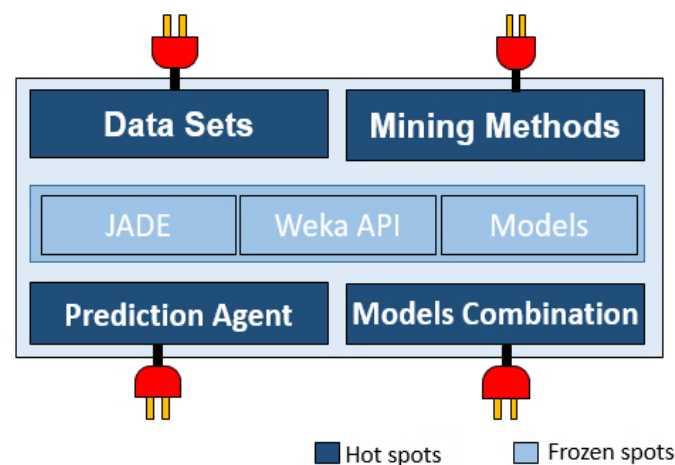 Data Sets
Mining Methods
JADE
Weka API
Models
Prediction Agent
Models Combination
Hot spots
Frozen spots